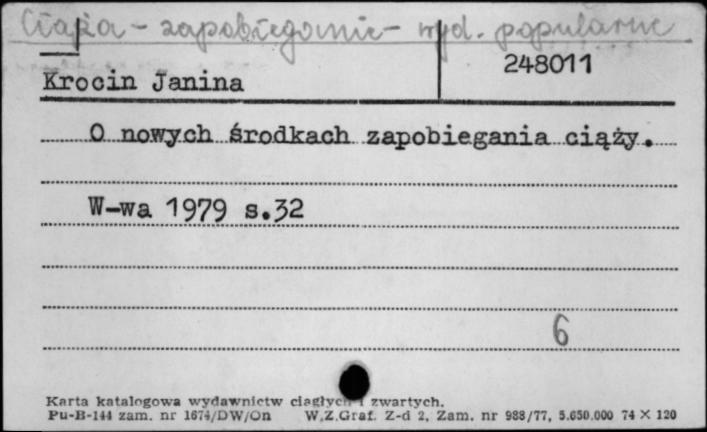 Ciąża - zapobieganie - wyd. popularne
248011
Krocin Janina
O nowych środkach zapobiegania ciąży.
W-wa 1979 s.32
6
Karta katalogowa wydawnictw ciągłych i zwartych.
Pu-B-144 zam. nr 1674/DW/On W.Z.Graf. Z-d 2, Zam. nr 988/77, 5.650.000 74 X 120